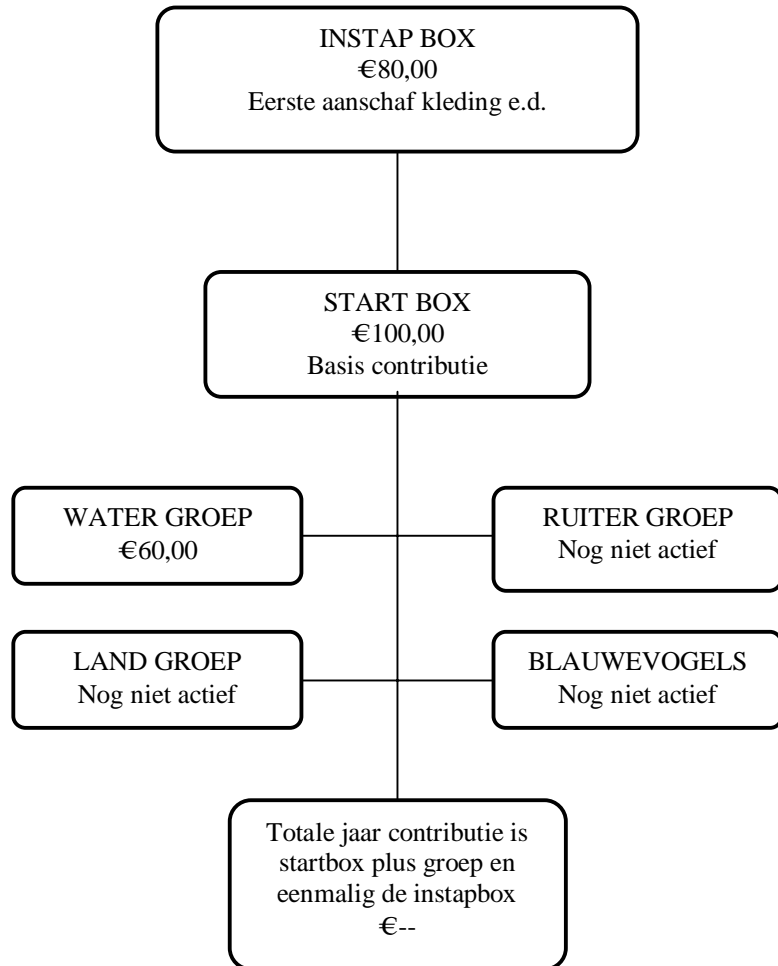 INSTAP BOX
€80,00
Eerste aanschaf kleding e.d.
START BOX
€100,00
Basis contributie
WATER GROEP
€60,00
RUITER GROEP
Nog niet actief
LAND GROEP
Nog niet actief
BLAUWEVOGELS
Nog niet actief
Totale jaar contributie is
startbox plus groep en
eenmalig de instapbox
€--